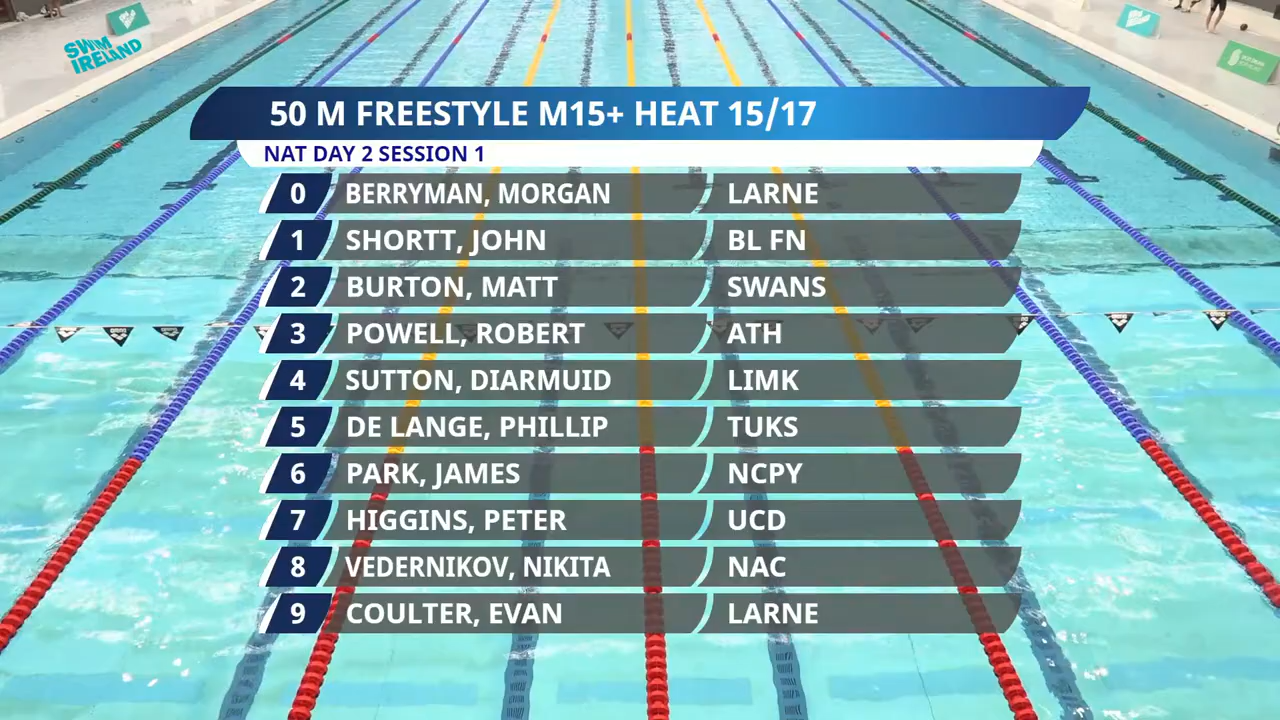 SWIM
IRELAND
50 M FREESTYLE M15+ HEAT 15/17
NAT DAY 2 SESSION 1
0 BERRYMAN, MORGAN LARNE
1 SHORTT, JOHN BL FN
2 BURTON, MATT SWANS
3 POWELL, ROBERT ATH
4 SUTTON, DIARMUID LIMK
5 DE LANGE, PHILLIP TUKS
6 PARK, JAMES NCPY
7 HIGGINS, PETER UCD
8 VEDERNIKOV, NIKITA NAC
9 COULTER, EVAN LARNE